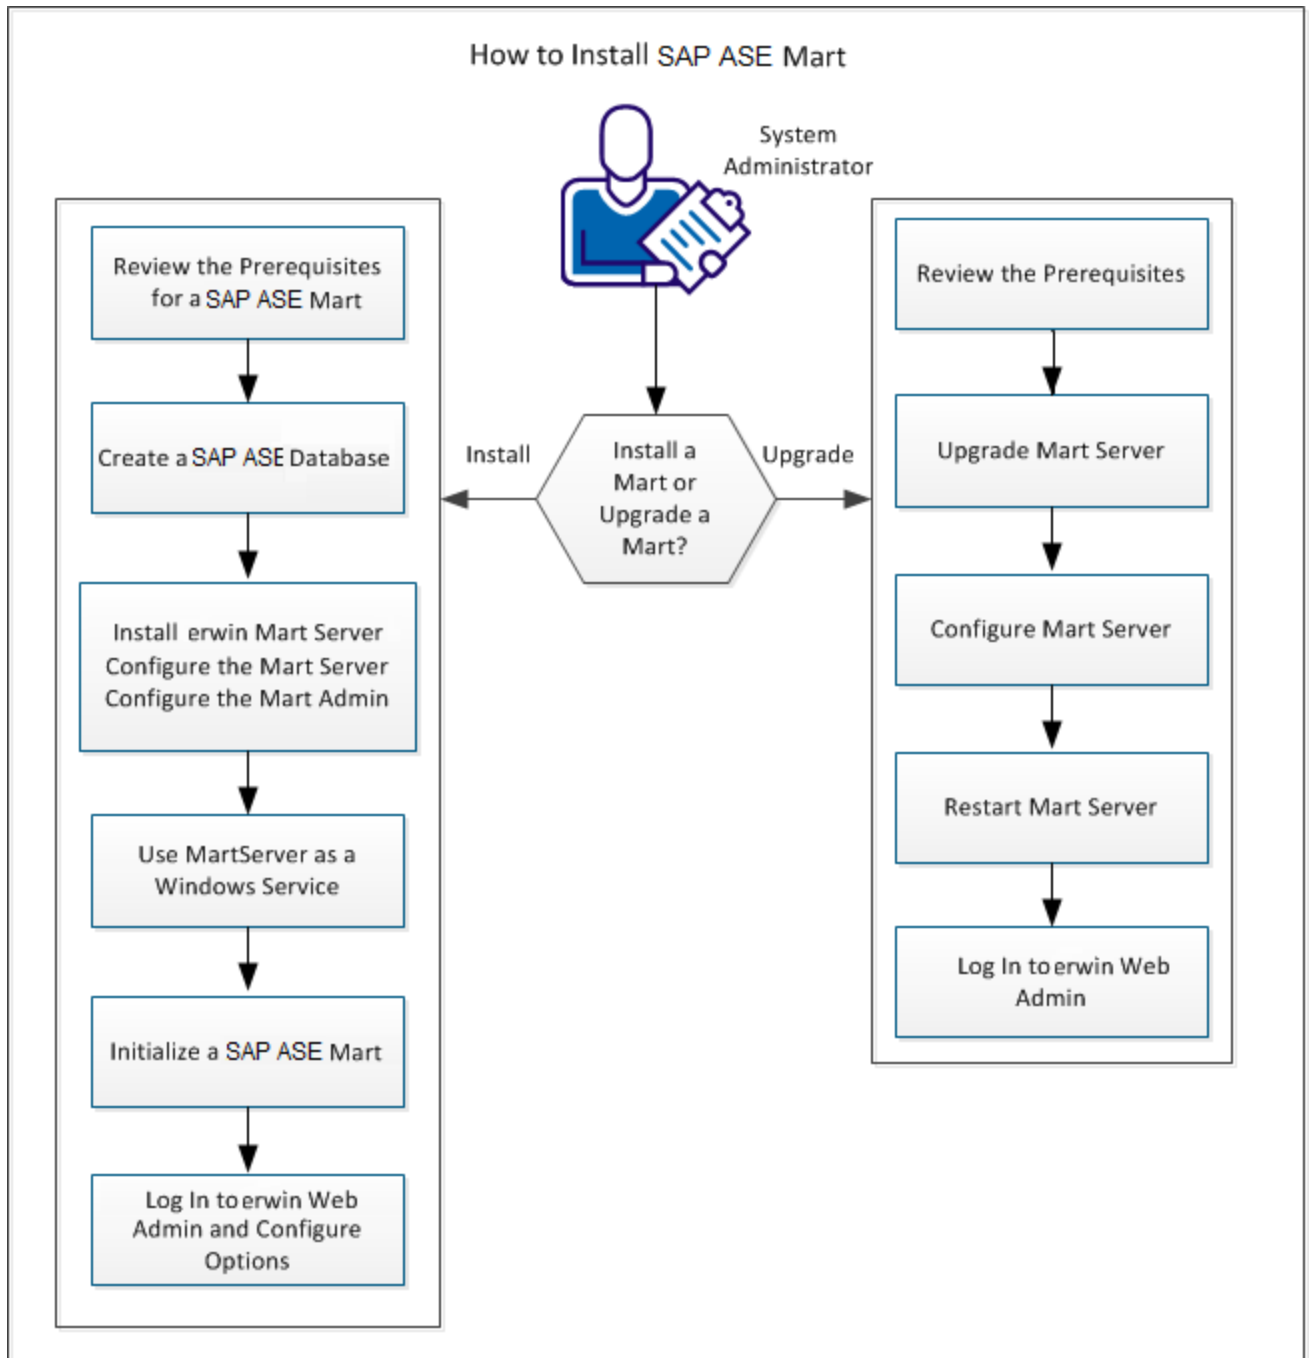 How to Install SAP ASE Mart
System
Administrator
Install a
Mart or
Upgrade a
Mart?
Install
Upgrade
Review the Prerequisites
for a SAP ASE Mart
Create a SAP ASE Database
Install erwin Mart Server
Configure the Mart Server
Configure the Mart Admin
Use MartServer as a
Windows Service
Initialize a SAP ASE Mart
Log In to erwin Web
Admin and Configure
Options
Review the Prerequisites
Upgrade Mart Server
Configure Mart Server
Restart Mart Server
Log In to erwin Web
Admin